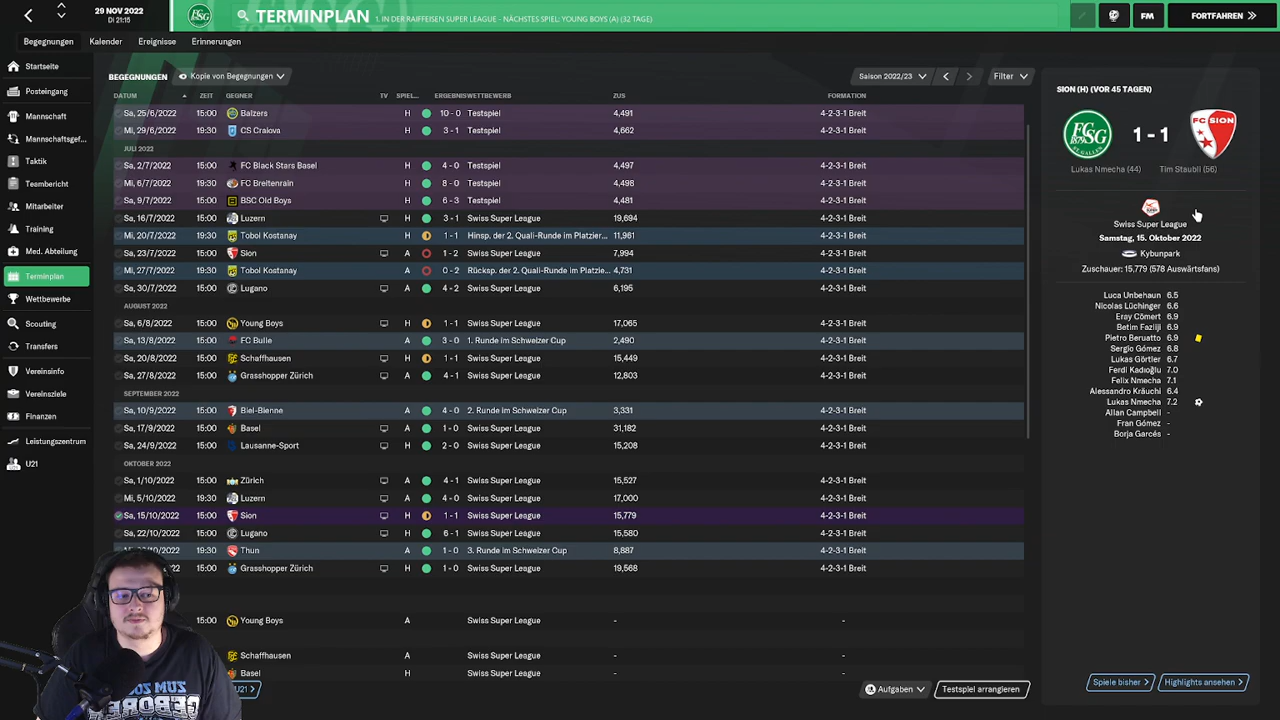 29 NOV 2022
DI 21:15
TERMINPLAN
1. IN DER RAIFFEISEN SUPER LEAGUE - NÄCHSTES SPIEL: YOUNG BOYS (A) (32 TAGE)
FM
FORTFAHREN
Begegnungen Kalender Ereignisse Erinnerungen
Startseite
Posteingang
Mannschaft
Mannschaftsgef...
Taktik
Teambericht
Mitarbeiter
Training
Med. Abteilung
Terminplan
Wettbewerbe
Scouting
Transfers
Vereinsinfo
Vereinsziele
Finanzen
Leistungszentrum
U21
BEGEGNUNGEN Kopie von Begegnungen Saison 2022/23 Filter
DATUM ZEIT GEGNER TV SPIEL... ERGEBNIS WETTBEWERB ZUS FORMATION
Sa, 25/6/2022 15:00 Balzers H 10 - 0 Testspiel 4,491 4-2-3-1 Breit
Mi, 29/6/2022 19:30 CS Craiova H 3 - 1 Testspiel 4,662 4-2-3-1 Breit
JULI 2022
Sa, 2/7/2022 15:00 FC Black Stars Basel H 4 - 0 Testspiel 4,497 4-2-3-1 Breit
Mi, 6/7/2022 19:30 FC Breitenrain H 8 - 0 Testspiel 4,498 4-2-3-1 Breit
Sa, 9/7/2022 15:00 BSC Old Boys H 6 - 3 Testspiel 4,481 4-2-3-1 Breit
Sa, 16/7/2022 15:00 Luzern H 3 - 1 Swiss Super League 19,694 4-2-3-1 Breit
Mi, 20/7/2022 19:30 Tobol Kostanay H 1 - 1 Hinsp. der 2. Quali-Runde im Platzier... 11,961 4-2-3-1 Breit
Sa, 23/7/2022 15:00 Sion A 1 - 2 Swiss Super League 7,994 4-2-3-1 Breit
Mi, 27/7/2022 19:30 Tobol Kostanay A 0 - 2 Rücksp. der 2. Quali-Runde im Platzie... 4,731 4-2-3-1 Breit
Sa, 30/7/2022 15:00 Lugano A 4 - 2 Swiss Super League 6,195 4-2-3-1 Breit
AUGUST 2022
Sa, 6/8/2022 15:00 Young Boys H 1 - 1 Swiss Super League 17,065 4-2-3-1 Breit
Sa, 13/8/2022 15:00 FC Bulle A 3 - 0 1. Runde im Schweizer Cup 2,490 4-2-3-1 Breit
Sa, 20/8/2022 15:00 Schaffhausen H 1 - 1 Swiss Super League 15,449 4-2-3-1 Breit
Sa, 27/8/2022 15:00 Grasshopper Zürich A 4 - 1 Swiss Super League 12,803 4-2-3-1 Breit
SEPTEMBER 2022
Sa, 10/9/2022 15:00 Biel-Bienne A 4 - 0 2. Runde im Schweizer Cup 3,331 4-2-3-1 Breit
Sa, 17/9/2022 15:00 Basel A 1 - 0 Swiss Super League 31,182 4-2-3-1 Breit
Sa, 24/9/2022 15:00 Lausanne-Sport H 2 - 0 Swiss Super League 15,208 4-2-3-1 Breit
OKTOBER 2022
Sa, 1/10/2022 15:00 Zürich A 4 - 1 Swiss Super League 15,527 4-2-3-1 Breit
Mi, 5/10/2022 19:30 Luzern A 4 - 0 Swiss Super League 17,000 4-2-3-1 Breit
Sa, 15/10/2022 15:00 Sion H 1 - 1 Swiss Super League 15,779 4-2-3-1 Breit
Sa, 22/10/2022 15:00 Lugano H 6 - 1 Swiss Super League 15,580 4-2-3-1 Breit
/10/2022 19:30 Thun A 1 - 0 3. Runde im Schweizer Cup 8,887 4-2-3-1 Breit
/10/2022 15:00 Grasshopper Zürich H 1 - 0 Swiss Super League 19,568 4-2-3-1 Breit
15:00 Young Boys A Swiss Super League - -
Schaffhausen A Swiss Super League - -
Basel H Swiss Super League - -
U21 Aufgaben Testspiel arrangieren
SION (H) (VOR 45 TAGEN)
FCSG
1879
ST.GALLEN
1 - 1
FC SION
Lukas Nmecha (44) Tim Staubli (56)
Swiss Super League
Samstag, 15. Oktober 2022
Kybunpark
Zuschauer: 15,779 (578 Auswärtsfans)
Luca Unbehaun 6.5
Nicolas Lüchinger 6.6
Eray Cömert 6.9
Betim Fazliji 6.9
Pietro Beruatto 6.9
Sergio Gómez 6.8
Lukas Görtler 6.7
Ferdi Kadıoğlu 7.0
Felix Nmecha 7.1
Alessandro Kräuchi 6.4
Lukas Nmecha 7.2
Allan Campbell -
Fran Gómez -
Borja Garcés -
Spiele bisher Highlights ansehen
ZUM ZOC
GEBOREN